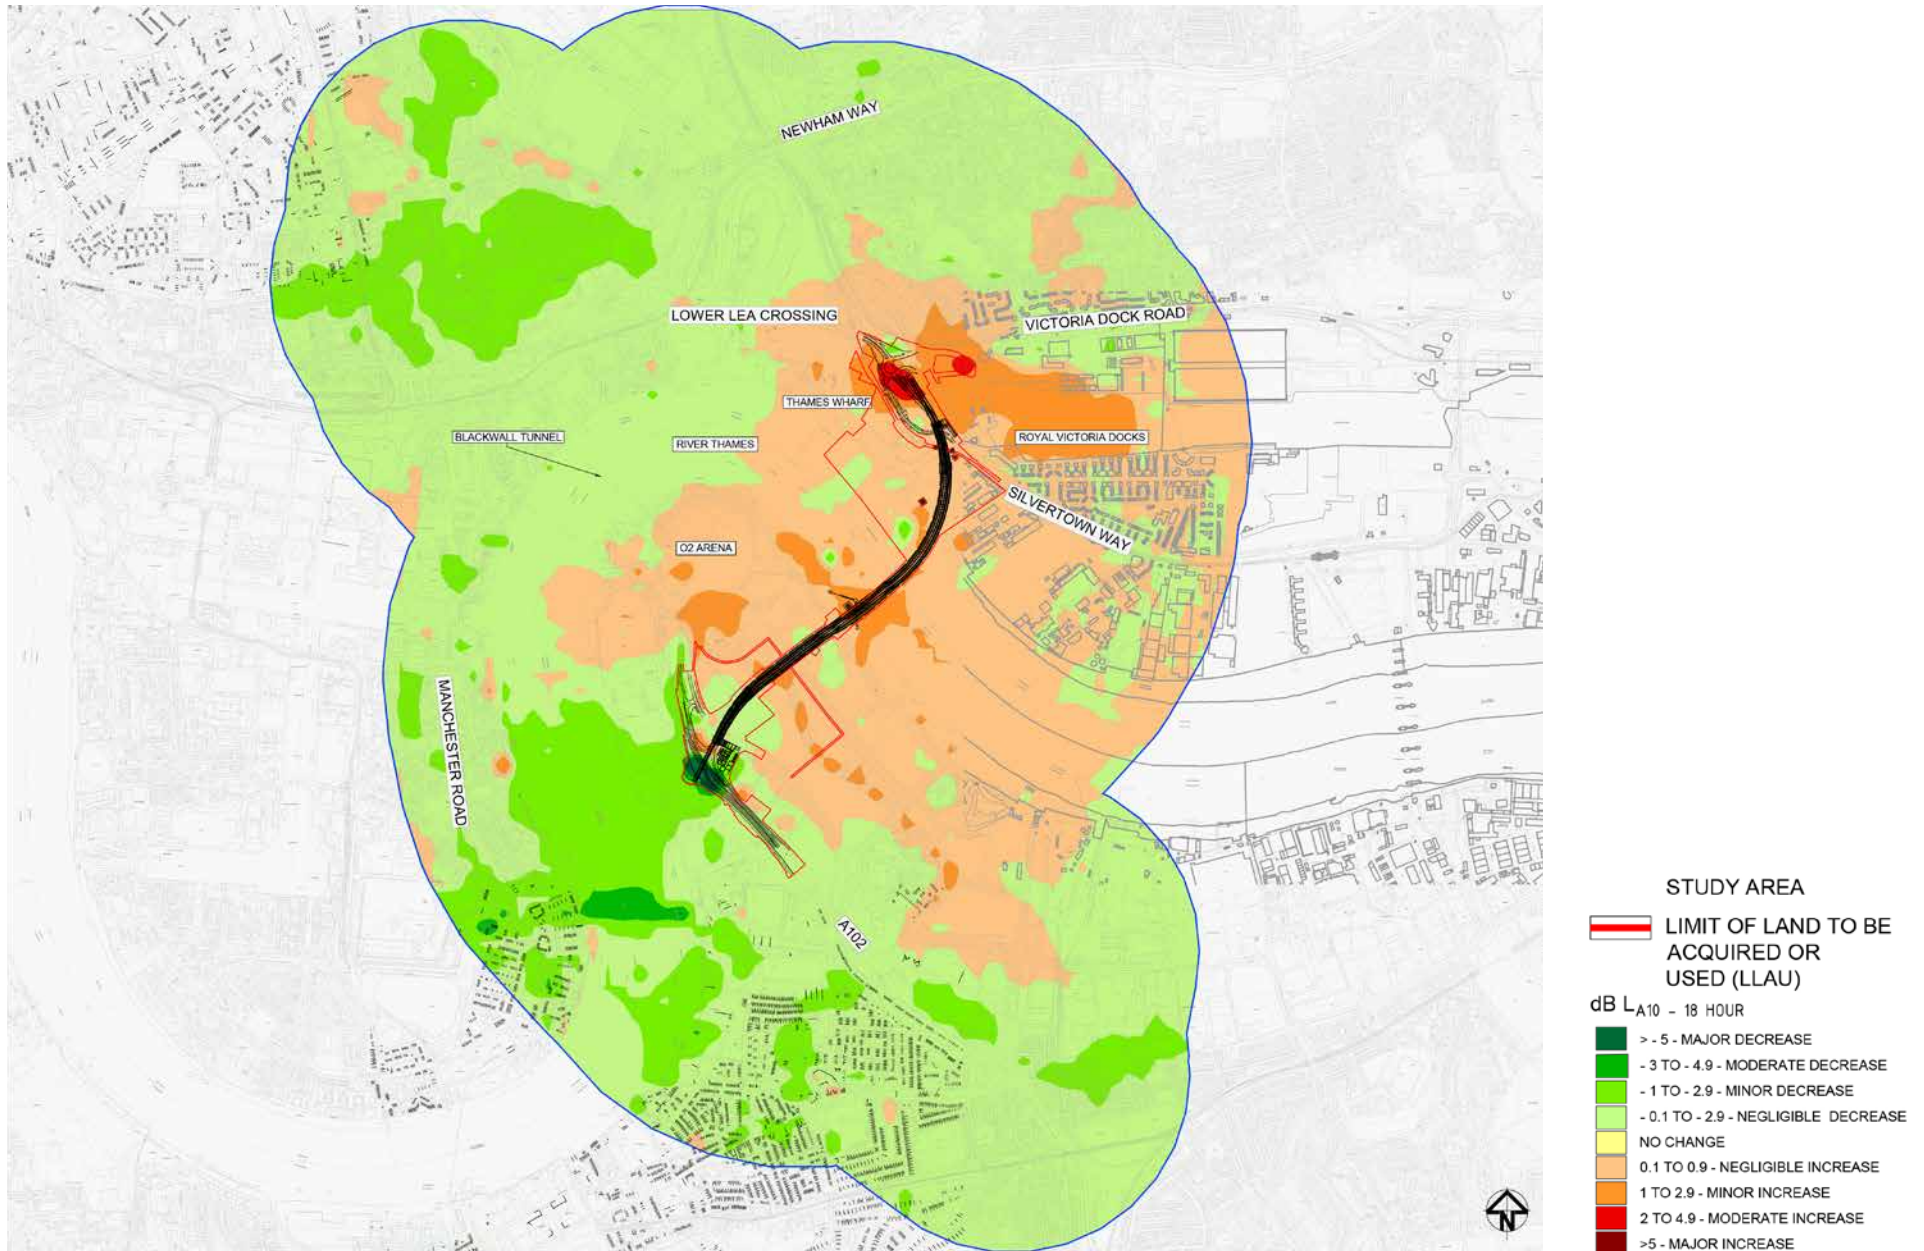 NEWHAM WAY
LOWER LEA CROSSING
VICTORIA DOCK ROAD
THAMES WHARF
BLACKWALL TUNNEL
RIVER THAMES
ROYAL VICTORIA DOCKS
SILVERTOWN WAY
O2 ARENA
MANCHESTER ROAD
A102
STUDY AREA
LIMIT OF LAND TO BE
ACQUIRED OR
USED (LLAU)
dB LA10 - 18 HOUR
> - 5 - MAJOR DECREASE
- 3 TO - 4.9 - MODERATE DECREASE
- 1 TO - 2.9 - MINOR DECREASE
- 0.1 TO - 2.9 - NEGLIGIBLE DECREASE
NO CHANGE
0.1 TO 0.9 - NEGLIGIBLE INCREASE
1 TO 2.9 - MINOR INCREASE
2 TO 4.9 - MODERATE INCREASE
>5 - MAJOR INCREASE
N